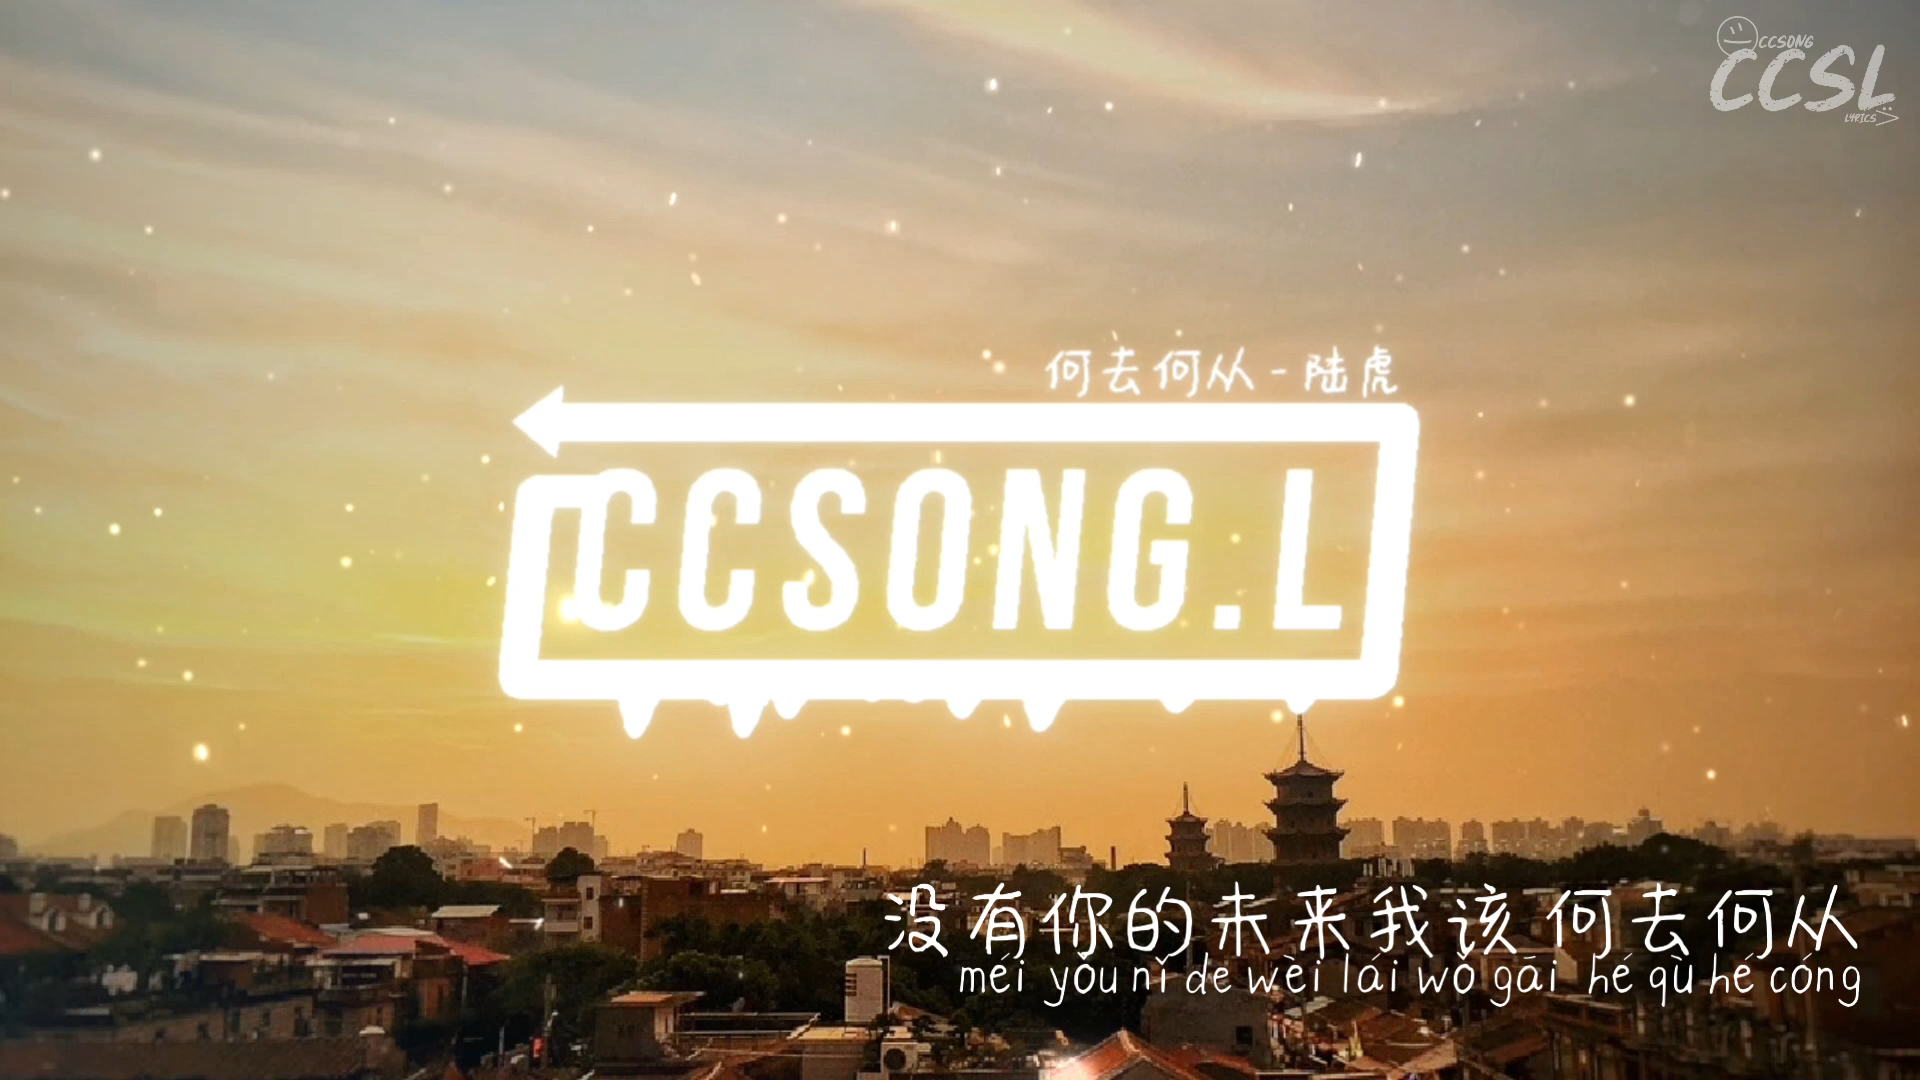 CCSONG
CCSL
LYRICS
何去何从 - 陆虎
CCSONG.L
没有你的未来我该 何去何从
méi yǒu nǐ de wèi lái wǒ gāi hé qù hé cóng